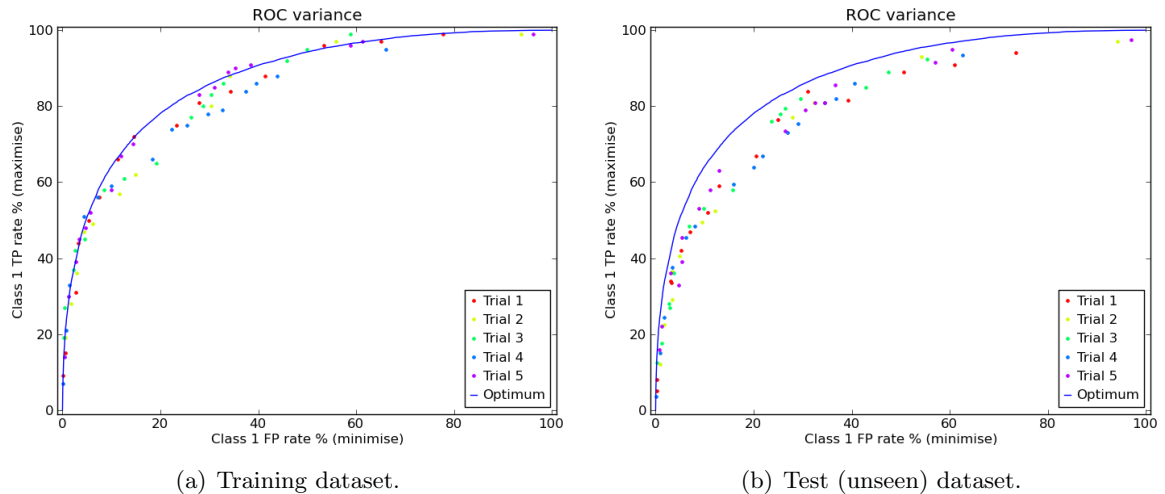 ROC variance
100
80
60
40
20
0
Class 1 TP rate % (maximise)
0 20 40 60 80 100
Class 1 FP rate % (minimise)
Trial 1
Trial 2
Trial 3
Trial 4
Trial 5
Optimum
(a) Training dataset.
ROC variance
100
80
60
40
20
0
Class 1 TP rate % (maximise)
0 20 40 60 80 100
Class 1 FP rate % (minimise)
Trial 1
Trial 2
Trial 3
Trial 4
Trial 5
Optimum
(b) Test (unseen) dataset.